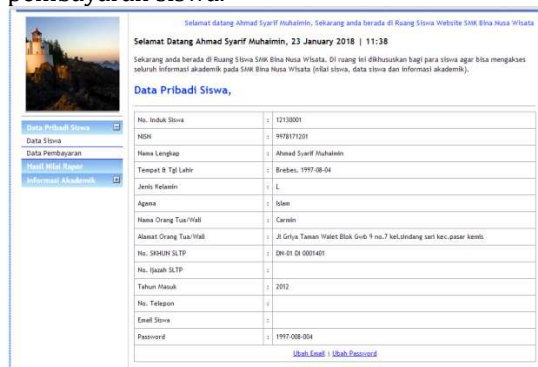 pembayaran siswa.
Selamat datang Ahmad Syarif Muhaimin, Sekarang anda berada di Ruang Siswa Website SMK Bina Nusa Wisata
Selamat Datang Ahmad Syarif Muhaimin, 23 January 2018 | 11:38
Sekarang anda berada di Ruang Siswa SMK Bina Nusa Wisata. Di ruang ini dikhususkan bagi para siswa agar bisa mengakses
seluruh informasi akademik pada SMK Bina Nusa Wisata (nilai siswa, data siswa dan informasi akademik).
Data Pribadi Siswa,
Data Pribadi Siswa
Data Siswa
Data Pembayaran
Hasil Nilai Rapor
Informasi Akademik
No. Induk Siswa : 12130001
NISN : 9978171201
Nama Lengkap : Ahmad Syarif Muhaimin
Tempat & Tgl Lahir : Brebes, 1997-08-04
Jenis Kelamin : L
Agama : Islam
Nama Orang Tua/Wali : Carmin
Alamat Orang Tua/Wali : Jl Griya Taman Walet Blok Gwb 9 no.7 kel.sindang sari kec.pasar kemis
No. SKHUN SLTP : DN-01 DI 0001401
No. Ijazah SLTP :
Tahun Masuk : 2012
No. Telepon :
Email Siswa :
Password : 1997-008-004
Ubah Email | Ubah Password